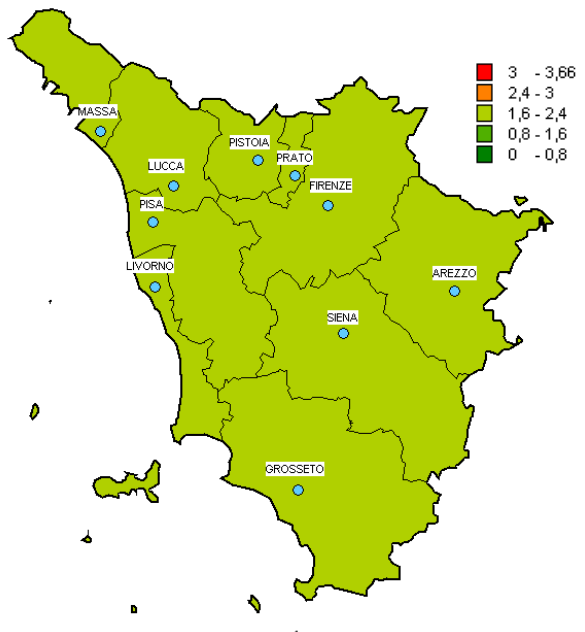 3 - 3,66
2,4 - 3
1,6 - 2,4
0,8 - 1,6
0 - 0,8
MASSA
PISTOIA
PRATO
LUCCA
FIRENZE
PISA
LIVORNO
AREZZO
SIENA
GROSSETO